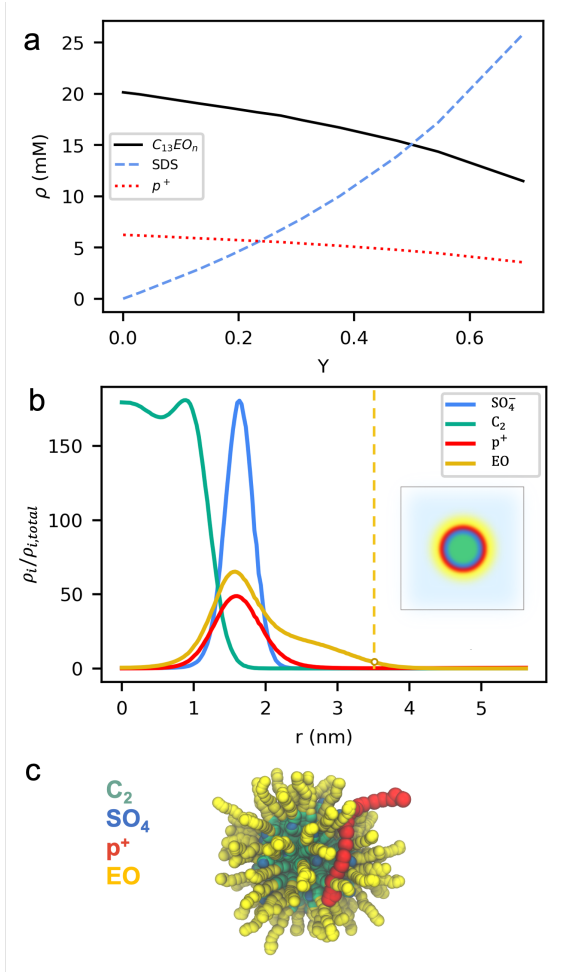 a
25
20
15
10
5
0
ρ (mM)
C₁₃EOₙ
SDS
p⁺
0.0 0.2 0.4 0.6
Y
b
150
100
50
0
ρᵢ/ρᵢ,total
SO₄⁻
C₂
p⁺
EO
0 1 2 3 4 5
r (nm)
c
C₂
SO₄
p⁺
EO